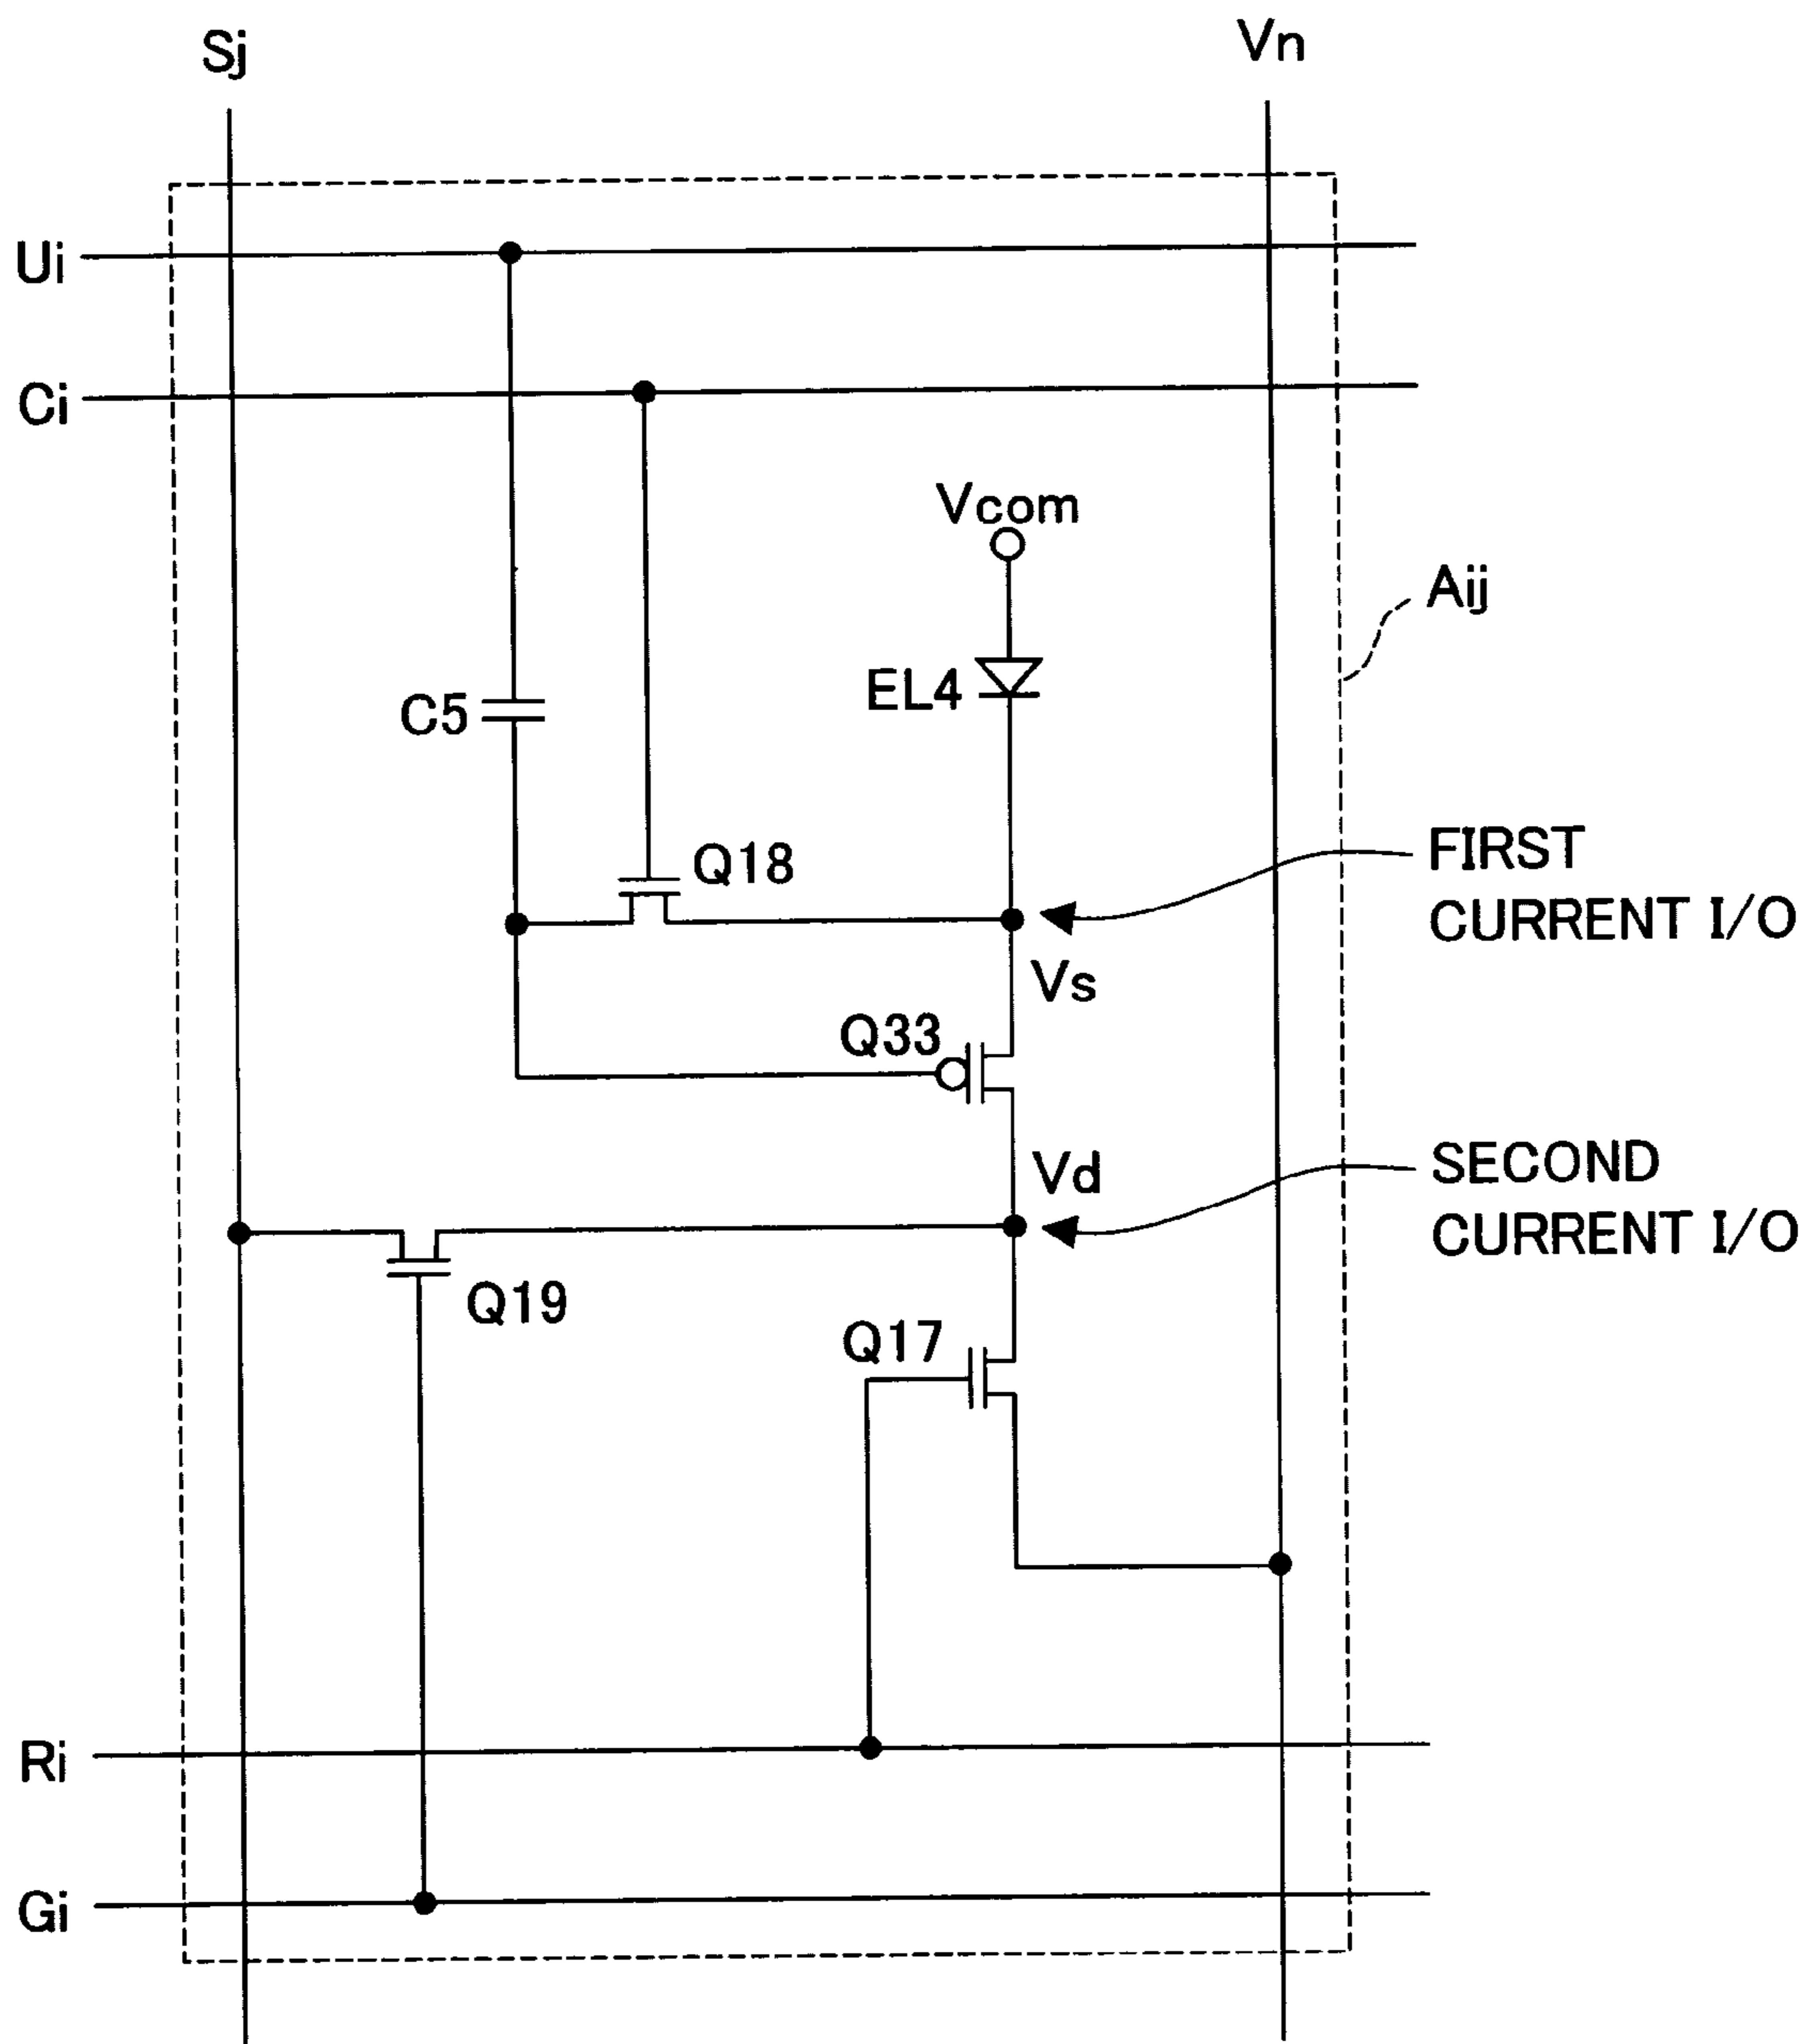 Sj
Vn
Ui
Ci
Vcom
Aij
EL4
C5
Q18
FIRST
CURRENT I/O
Vs
Q33
Vd
SECOND
CURRENT I/O
Q19
Q17
Ri
Gi